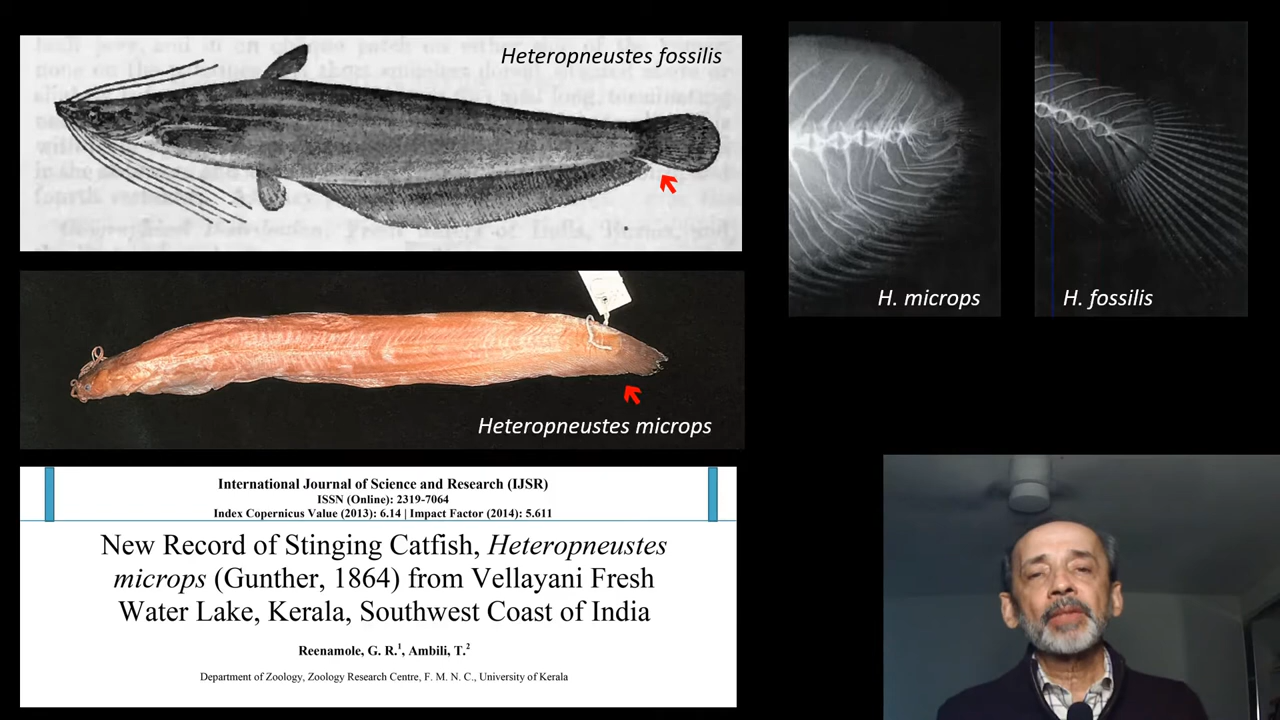 Heteropneustes fossilis
Heteropneustes microps
H. microps
H. fossilis
International Journal of Science and Research (IJSR)
ISSN (Online): 2319-7064
Index Copernicus Value (2013): 6.14 | Impact Factor (2014): 5.611
New Record of Stinging Catfish, Heteropneustes
microps (Gunther, 1864) from Vellayani Fresh
Water Lake, Kerala, Southwest Coast of India
Reenamole, G. R.1, Ambili, T.2
Department of Zoology, Zoology Research Centre, F. M. N. C., University of Kerala